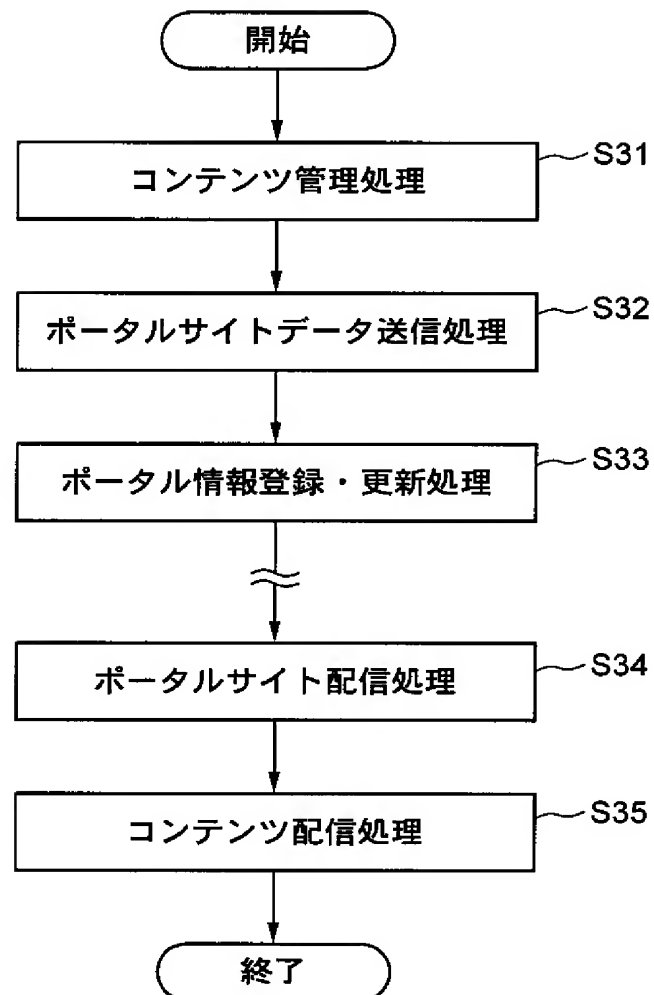 開始
コンテンツ管理処理
S31
ポータルサイトデータ送信処理
S32
ポータル情報登録・更新処理
S33
ポータルサイト配信処理
S34
コンテンツ配信処理
S35
終了